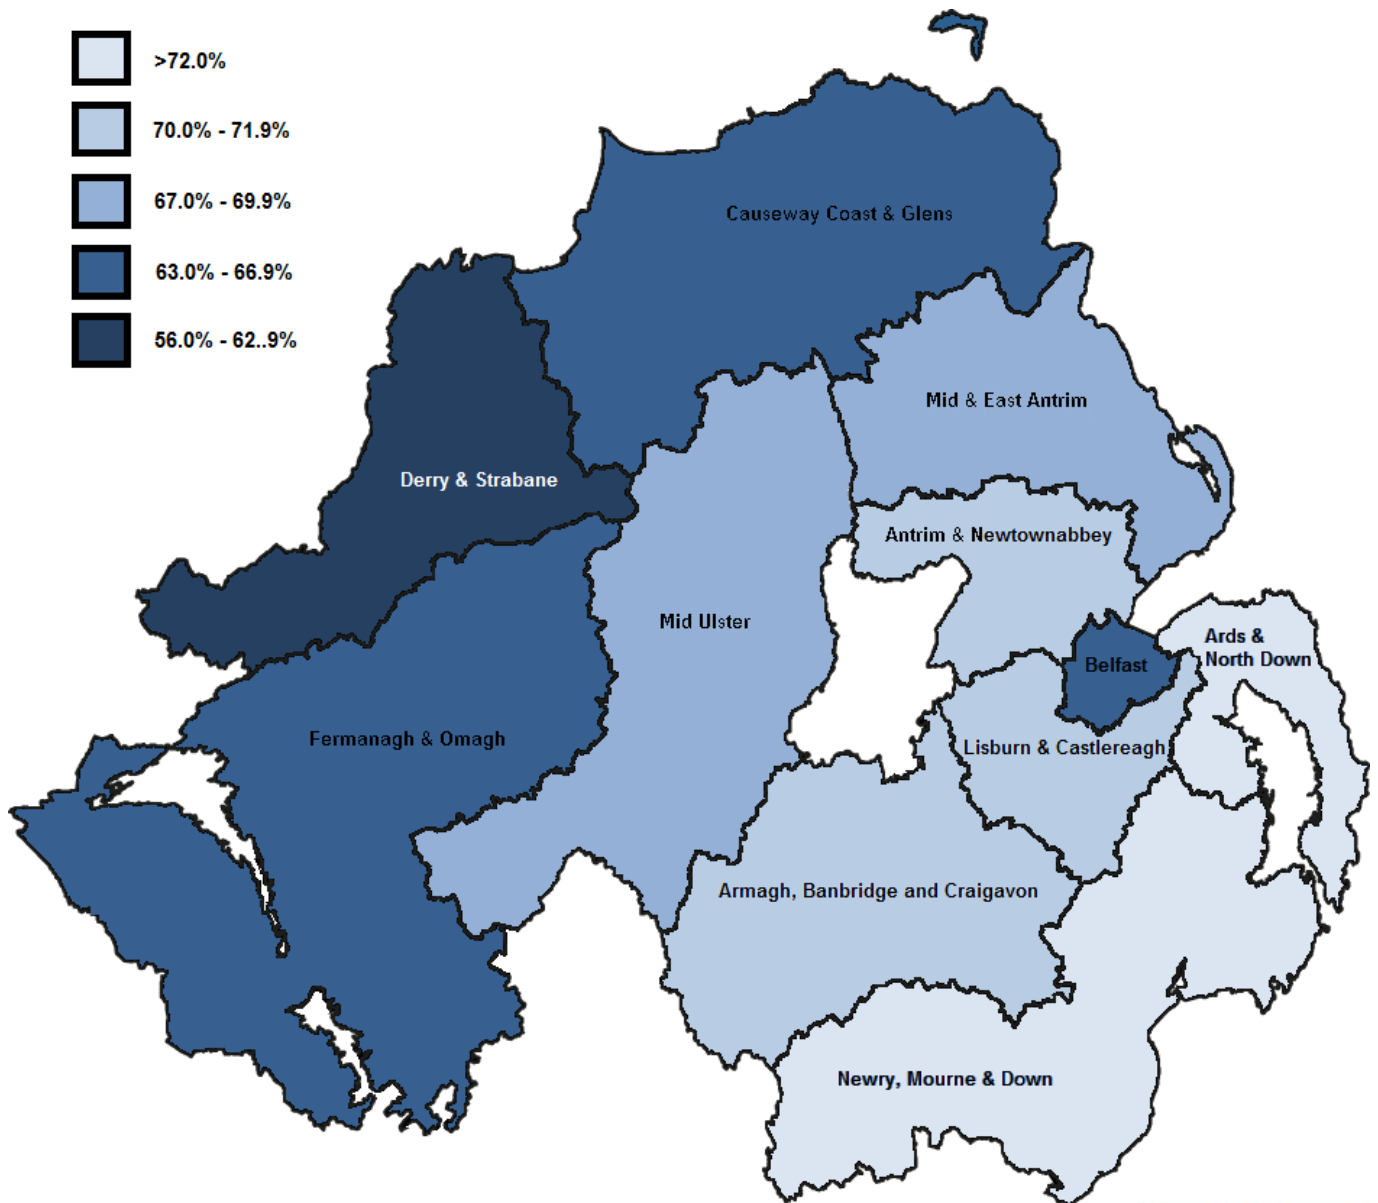 >72.0%
70.0% - 71.9%
67.0% - 69.9%
63.0% - 66.9%
56.0% - 62..9%
Causeway Coast & Glens
Mid & East Antrim
Derry & Strabane
Antrim & Newtownabbey
Mid Ulster
Ards &
North Down
Belfast
Fermanagh & Omagh
Lisburn & Castlereagh
Armagh, Banbridge and Craigavon
Newry, Mourne & Down